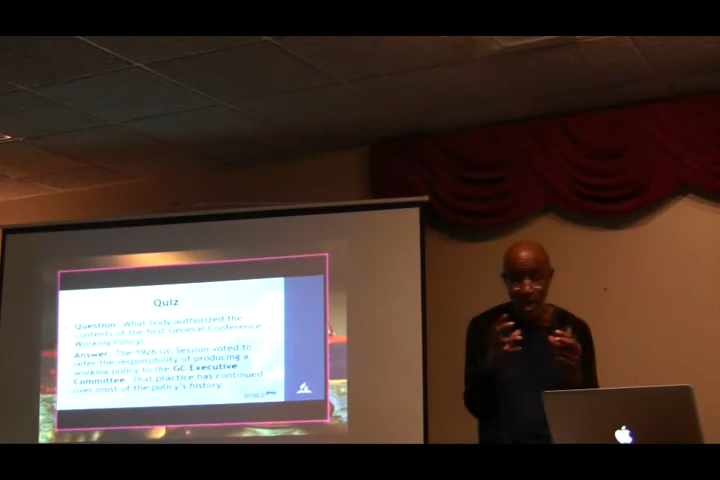 Quiz
Question: What body authorized the
contents of the first General Conference
Working Policy?
Answer: The 1926 GC Session voted to
refer the responsibility of producing a
working policy to the GC Executive
Committee. That practice has continued
over most of the policy's history.